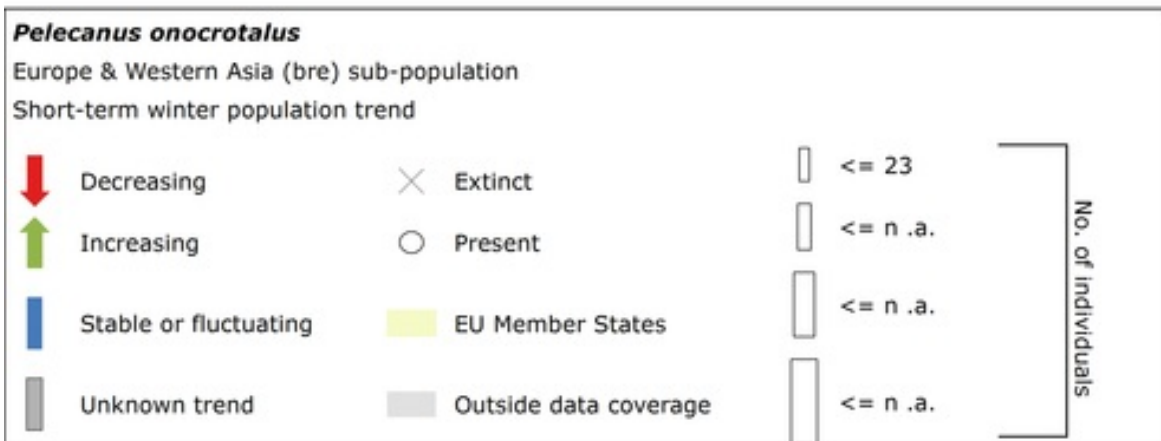 Pelecanus onocrotalus
Europe & Western Asia (bre) sub-population
Short-term winter population trend
Decreasing
Increasing
Stable or fluctuating
Unknown trend
Extinct
Present
EU Member States
Outside data coverage
<= 23
<= n .a.
<= n .a.
<= n .a.
No. of individuals